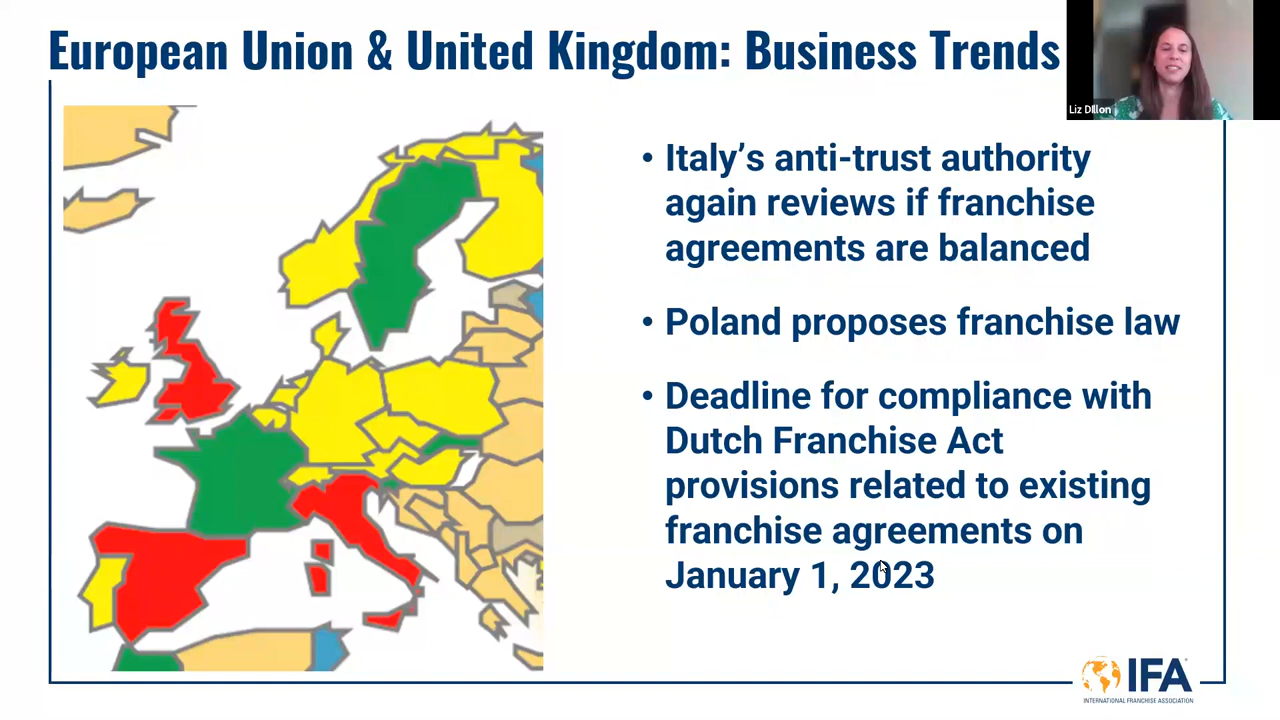 European Union & United Kingdom: Business Trends
Liz Dillon
• Italy’s anti-trust authority
again reviews if franchise
agreements are balanced
• Poland proposes franchise law
• Deadline for compliance with
Dutch Franchise Act
provisions related to existing
franchise agreements on
January 1, 2023
IFA
INTERNATIONAL FRANCHISE ASSOCIATION